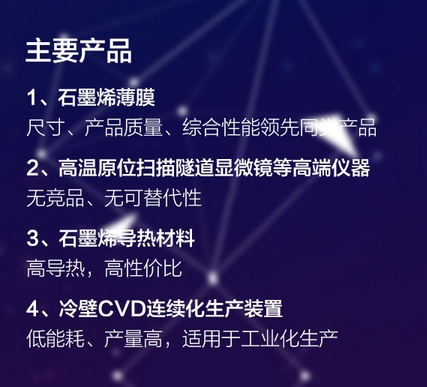 主要产品
1、石墨烯薄膜
尺寸、产品质量、综合性能领先同类产品
2、高温原位扫描隧道显微镜等高端仪器
无竞品、无可替代性
3、石墨烯导热材料
高导热，高性价比
4、冷壁CVD连续化生产装置
低能耗、产量高，适用于工业化生产